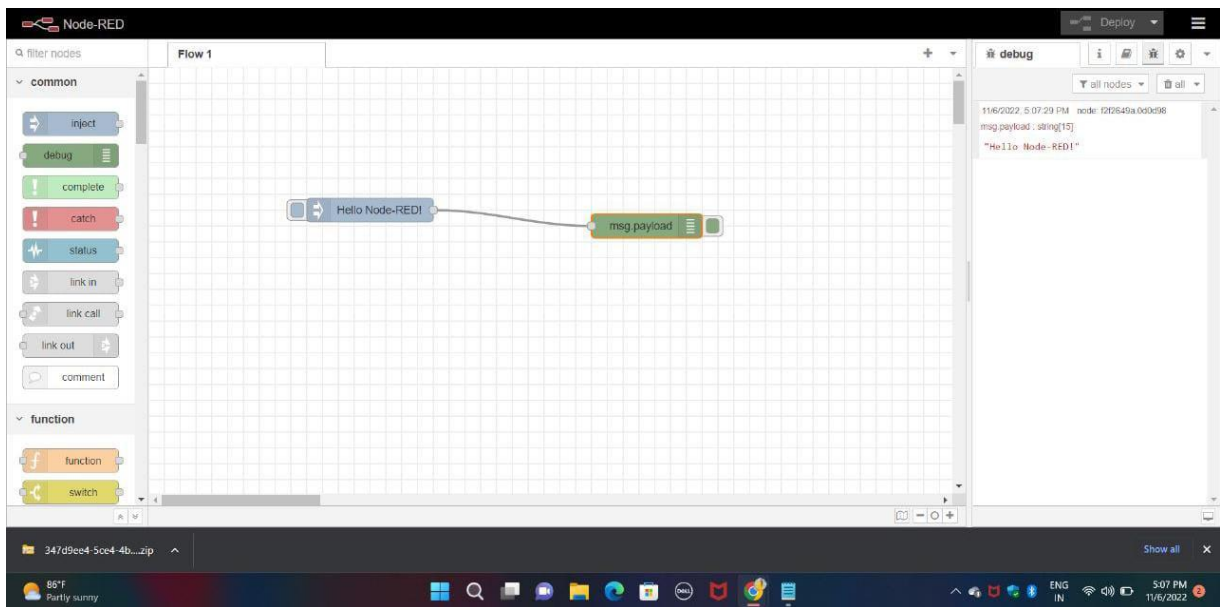 Node-RED
Deploy
filter nodes
Flow 1
debug
i
common
all nodes
all
inject
debug
complete
catch
status
link in
link call
link out
comment
function
function
switch
11/6/2022, 5:07:29 PM node: f2f2649a.0d0d98
msg.payload : string[15]
"Hello Node-RED!"
Hello Node-RED!
msg.payload
347d9ee4-5ce4-4b....zip
Show all
86°F
Partly sunny
DELL
ENG
IN
5:07 PM
11/6/2022
2